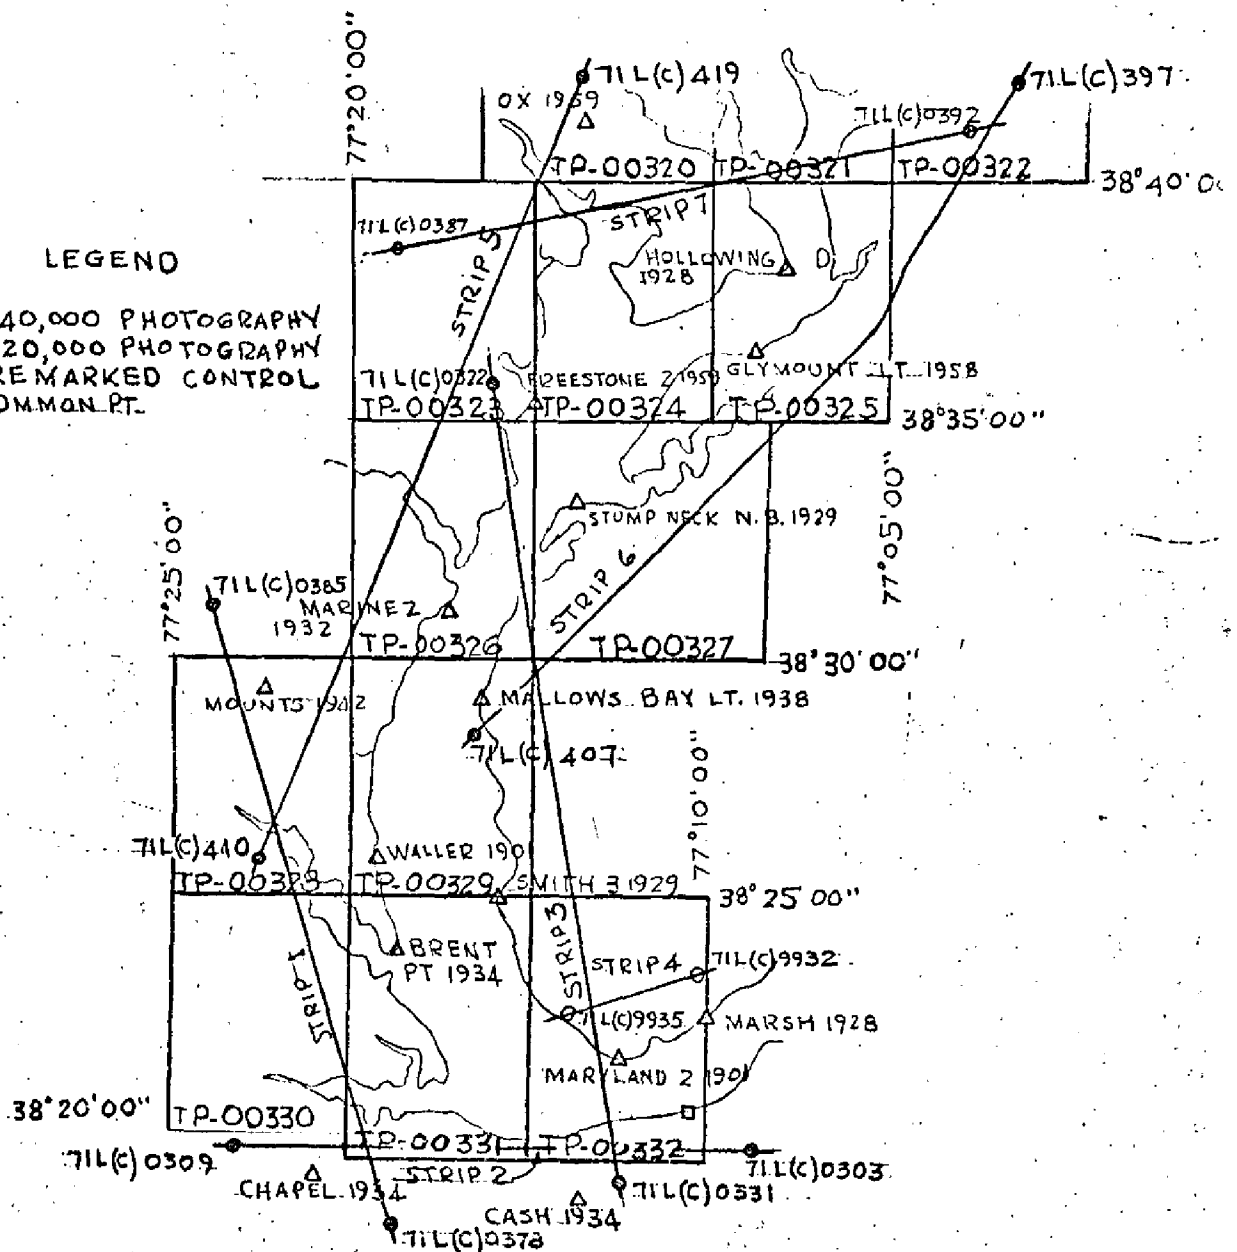 77°20'00"
71L(C)419
71L(C)397
OX 1959
71L(C)0392
TP-00320
TP-00321
TP-00322
38°40'0
71L(C)0387
STRIP 7
STRIP 5
LEGEND
HOLLOWING
1928
40,000 PHOTOGRAPHY
20,000 PHOTOGRAPHY
REMARKED CONTROL
OMMON PT.
71L(C)0322
FREESTONE 2 1959
GLYMOUNT LT. 1958
TP-00323
TP-00324
TP-00325
38°35'00"
STUMP NECK N.B. 1929
77°05'00"
77°25'00"
71L(C)0385
STRIP 6
MARINE 2
1932
TP-00326
TP-00327
38°30'00"
MOUNTS 1942
MALLOWS BAY LT. 1938
71L(C)407
77°10'00"
71L(C)410
WALLER 190
TP-00328
TP-00329
SMITH 3 1929
38°25'00"
BRENT
PT 1934
STRIP 3
STRIP 4
71L(C)9932
STRIP 1
71L(C)9935
MARSH 1928
MARYLAND 2 1901
38°20'00"
TP-00330
TP-00331
TP-00332
71L(C)0309
STRIP 2
71L(C)0303
CHAPEL 1934
71L(C)0331
CASH 1934
71L(C)0378